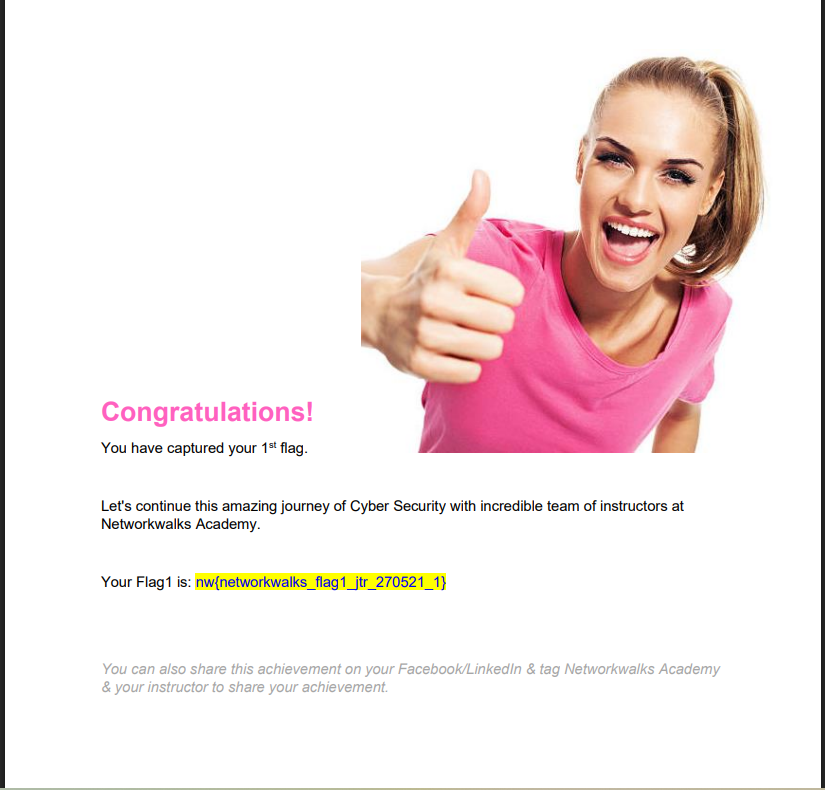 Congratulations!
You have captured your 1st flag.
Let's continue this amazing journey of Cyber Security with incredible team of instructors at
Networkwalks Academy.
Your Flag1 is: nw{networkwalks_flag1_jtr_270521_1}
You can also share this achievement on your Facebook/LinkedIn & tag Networkwalks Academy
& your instructor to share your achievement.